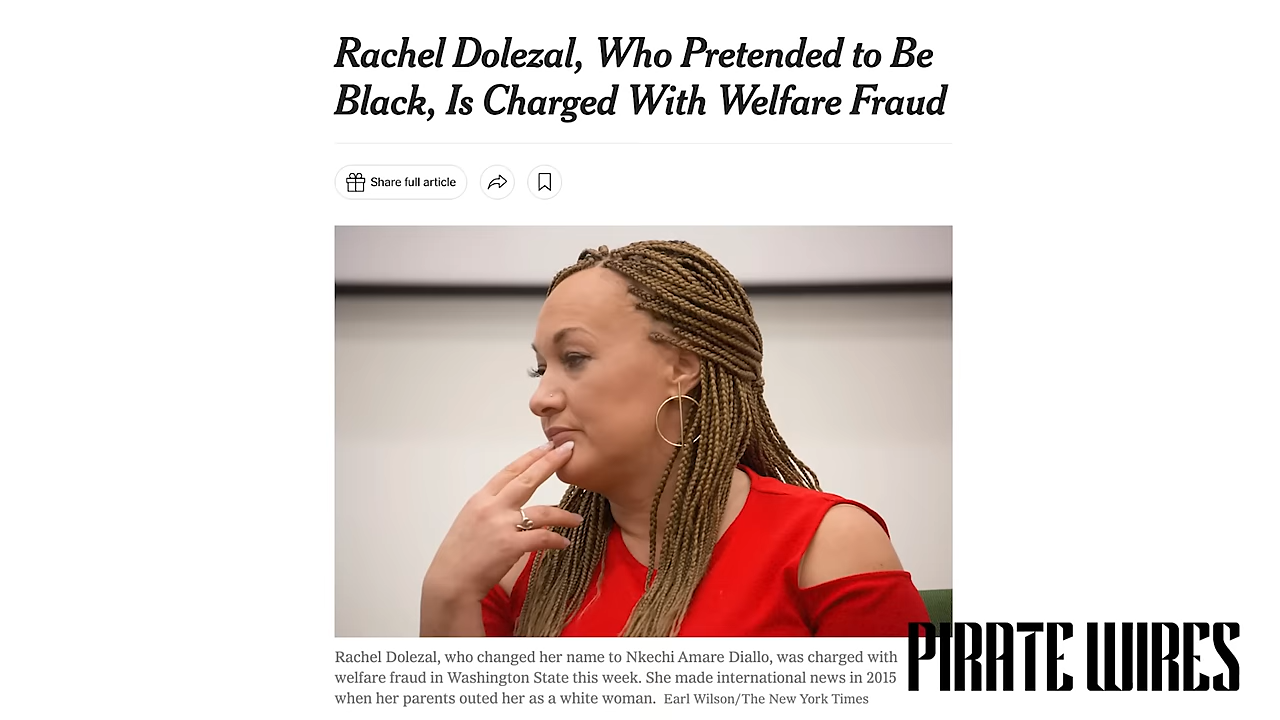 Rachel Dolezal, Who Pretended to Be
Black, Is Charged With Welfare Fraud
Share full article
Rachel Dolezal, who changed her name to Nkechi Amare Diallo, was charged with
welfare fraud in Washington State this week. She made international news in 2015
when her parents outed her as a white woman. Earl Wilson/The New York Times
PIRATE WIRES